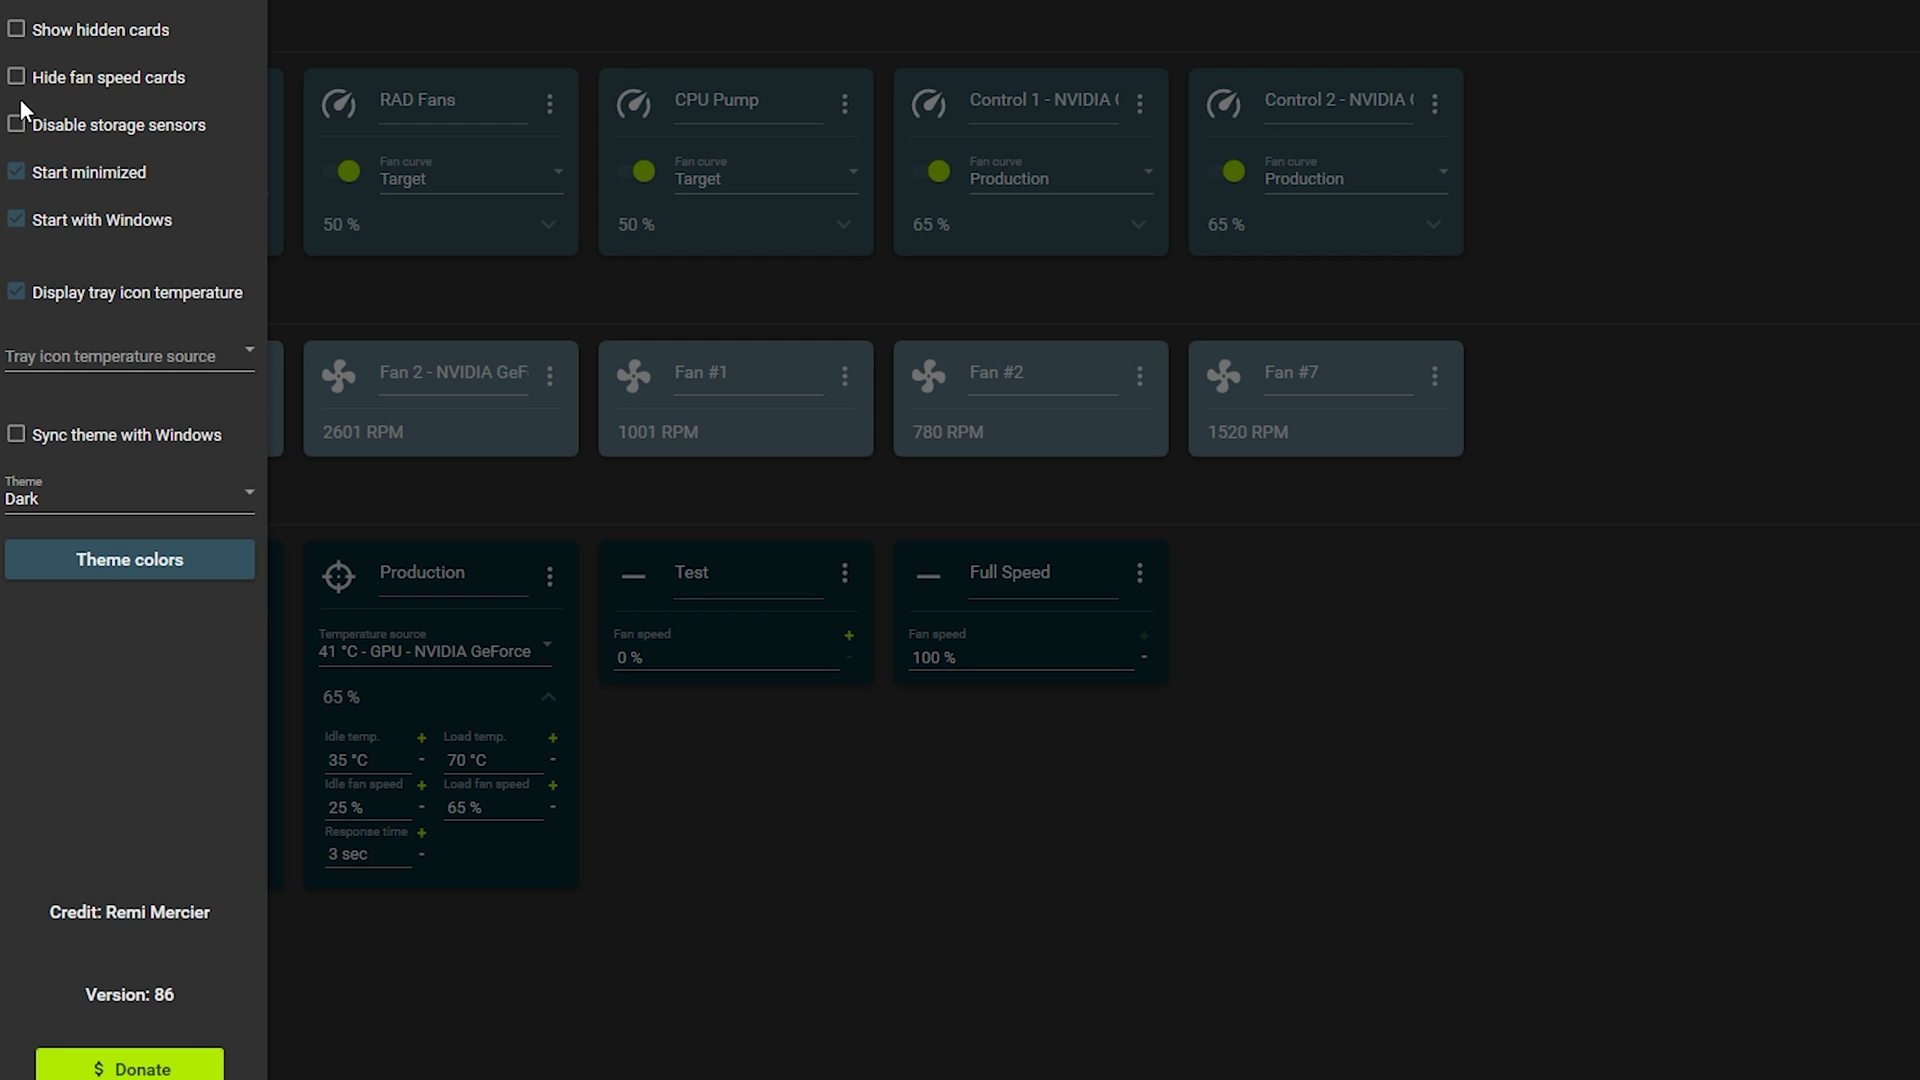 Show hidden cards
Hide fan speed cards
Disable storage sensors
Start minimized
Start with Windows
Display tray icon temperature
Tray icon temperature source
Sync theme with Windows
Theme
Dark
Theme colors
Credit: Remi Mercier
Version: 86
$ Donate
RAD Fans
Fan curve
Target
50 %
CPU Pump
Fan curve
Target
50 %
Control 1 - NVIDIA
Fan curve
Production
65 %
Control 2 - NVIDIA
Fan curve
Production
65 %
Fan 2 - NVIDIA GeF
2601 RPM
Fan #1
1001 RPM
Fan #2
780 RPM
Fan #7
1520 RPM
Production
Temperature source
41 °C - GPU - NVIDIA GeForce
65 %
Idle temp. + Load temp. +
35 °C - 70 °C -
Idle fan speed + Load fan speed +
25 % - 65 % -
Response time +
3 sec -
Test
Fan speed +
0 % -
Full Speed
Fan speed +
100 % -